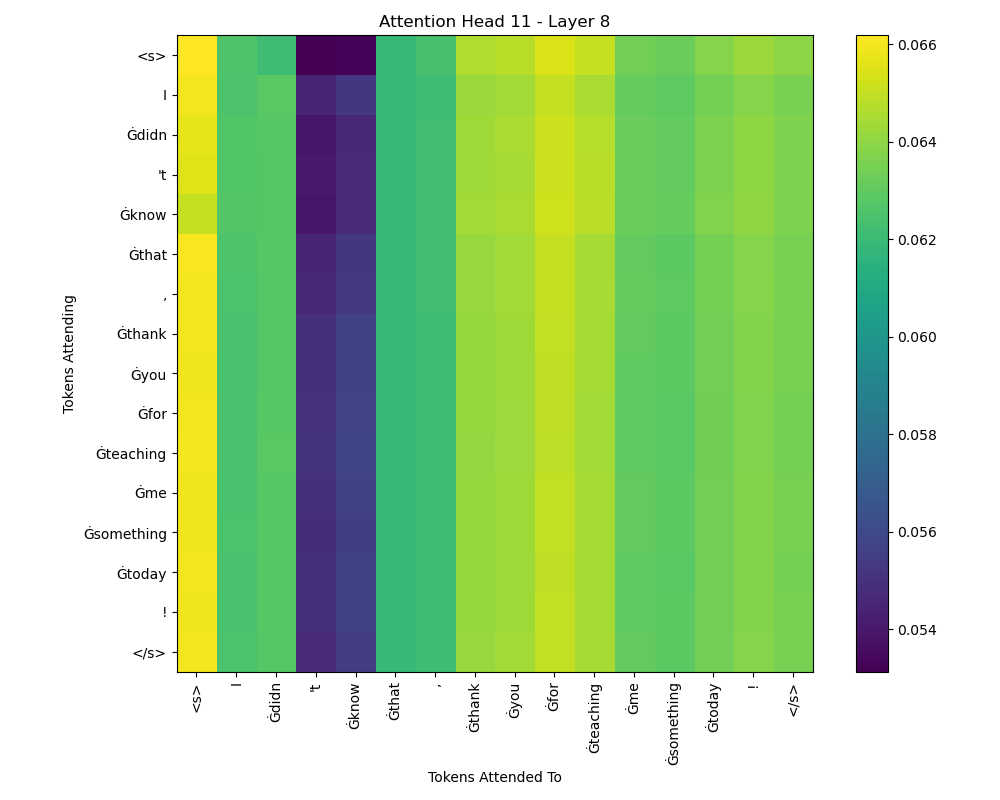 Attention Head 11 - Layer 8
Tokens Attending
<s>
I
Ġdidn
't
Ġknow
Ġthat
,
Ġthank
Ġyou
Ġfor
Ġteaching
Ġme
Ġsomething
Ġtoday
!
</s>
<s>
I
Ġdidn
't
Ġknow
Ġthat
,
Ġthank
Ġyou
Ġfor
Ġteaching
Ġme
Ġsomething
Ġtoday
!
</s>
Tokens Attended To
0.066
0.064
0.062
0.060
0.058
0.056
0.054